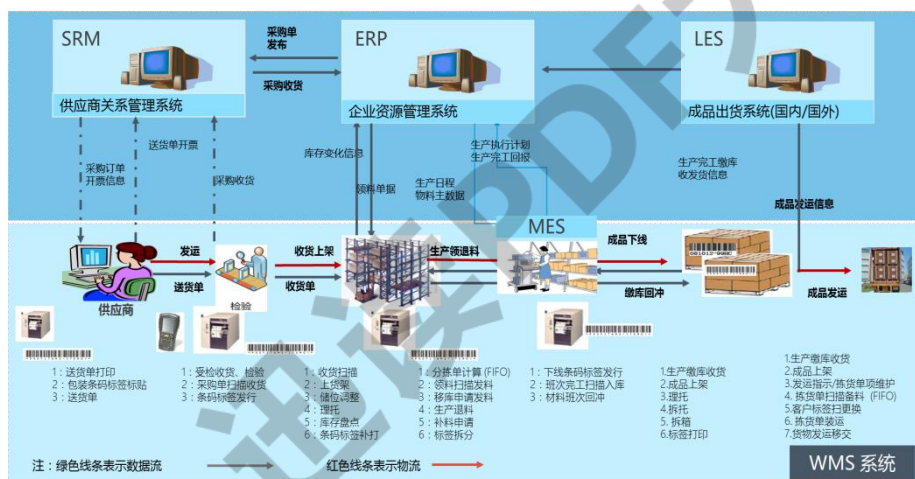 SRM
ERP
LES
采购单
发布
采购收货
供应商关系管理系统
企业资源管理系统
成品出货系统(国内/国外)
采购订单
开票信息
送货单开票
采购收货
库存变化信息
领料单据
生产日程
物料主数据
生产执行计划
生产完工回报
生产完工缴库
收发货信息
成品发运信息
MES
发运
送货单
供应商
检验
收货上架
收货单
生产领退料
成品下线
缴库回冲
成品发运
1:送货单打印
2:包装条码标签标贴
3:送货单
1:受检收货、检验
2:采购单扫描收货
3:条码标签发行
1:收货扫描
2:上货架
3:储位调整
4:理托
5:库存盘点
6:条码标签补打
1:分拣单计算 (FIFO)
2:领料扫描发料
3:移库申请发料
4:生产退料
5:补料申请
6:标签拆分
1:下线条码标签发行
2:班次完工扫描入库
3:材料班次回冲
1:生产缴库收货
2.成品上架
3.理托
4.拆托
5. 拆箱
6.标签打印
1.生产缴库收货
2.成品上架
3.发运指示/拣货单项维护
4. 拣货单扫描备料 (FIFO)
5.客户标签扫更换
6. 拣货单装运
7.货物发运移交
注:绿色线条表示数据流
红色线条表示物流
WMS 系统
迅读PDF大